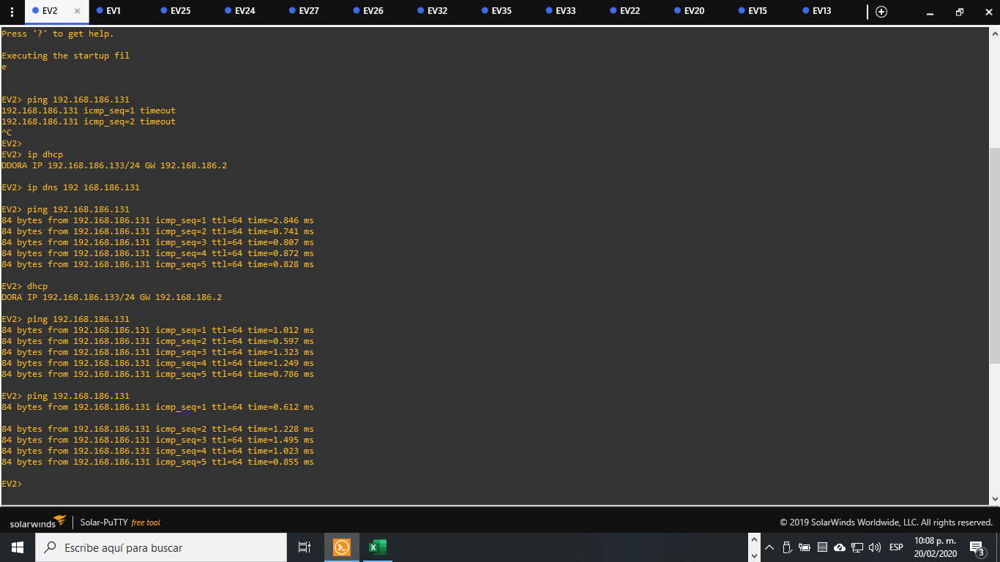 EV2 EV1 EV25 EV24 EV27 EV26 EV32 EV35 EV33 EV22 EV20 EV15 EV13
Press '?' to get help.
Executing the startup fil
e
EV2> ping 192.168.186.131
192.168.186.131 icmp_seq=1 timeout
192.168.186.131 icmp_seq=2 timeout
^C
EV2>
EV2> ip dhcp
DDORA IP 192.168.186.133/24 GW 192.168.186.2
EV2> ip dns 192 168.186.131
EV2> ping 192.168.186.131
84 bytes from 192.168.186.131 icmp_seq=1 ttl=64 time=2.846 ms
84 bytes from 192.168.186.131 icmp_seq=2 ttl=64 time=0.741 ms
84 bytes from 192.168.186.131 icmp_seq=3 ttl=64 time=0.807 ms
84 bytes from 192.168.186.131 icmp_seq=4 ttl=64 time=0.872 ms
84 bytes from 192.168.186.131 icmp_seq=5 ttl=64 time=0.828 ms
EV2> dhcp
DORA IP 192.168.186.133/24 GW 192.168.186.2
EV2> ping 192.168.186.131
84 bytes from 192.168.186.131 icmp_seq=1 ttl=64 time=1.012 ms
84 bytes from 192.168.186.131 icmp_seq=2 ttl=64 time=0.597 ms
84 bytes from 192.168.186.131 icmp_seq=3 ttl=64 time=1.323 ms
84 bytes from 192.168.186.131 icmp_seq=4 ttl=64 time=1.249 ms
84 bytes from 192.168.186.131 icmp_seq=5 ttl=64 time=0.786 ms
EV2> ping 192.168.186.131
84 bytes from 192.168.186.131 icmp_seq=1 ttl=64 time=0.612 ms
84 bytes from 192.168.186.131 icmp_seq=2 ttl=64 time=1.228 ms
84 bytes from 192.168.186.131 icmp_seq=3 ttl=64 time=1.495 ms
84 bytes from 192.168.186.131 icmp_seq=4 ttl=64 time=1.023 ms
84 bytes from 192.168.186.131 icmp_seq=5 ttl=64 time=0.855 ms
EV2>
solarwinds Solar-PuTTY free tool © 2019 SolarWinds Worldwide, LLC. All rights reserved.
Escribe aquí para buscar
ESP
10:08 p. m.
20/02/2020
3